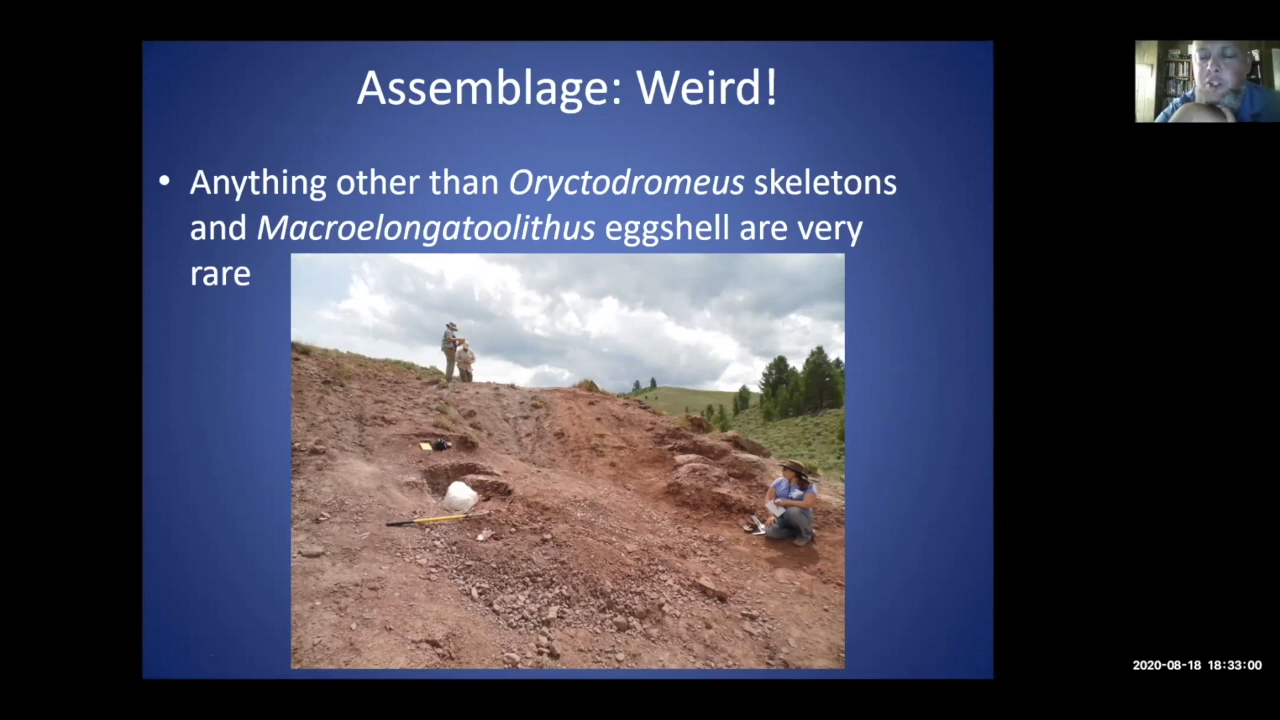 Assemblage: Weird!
• Anything other than Oryctodromeus skeletons
and Macroelongatoolithus eggshell are very
rare
2020-08-18 18:33:00